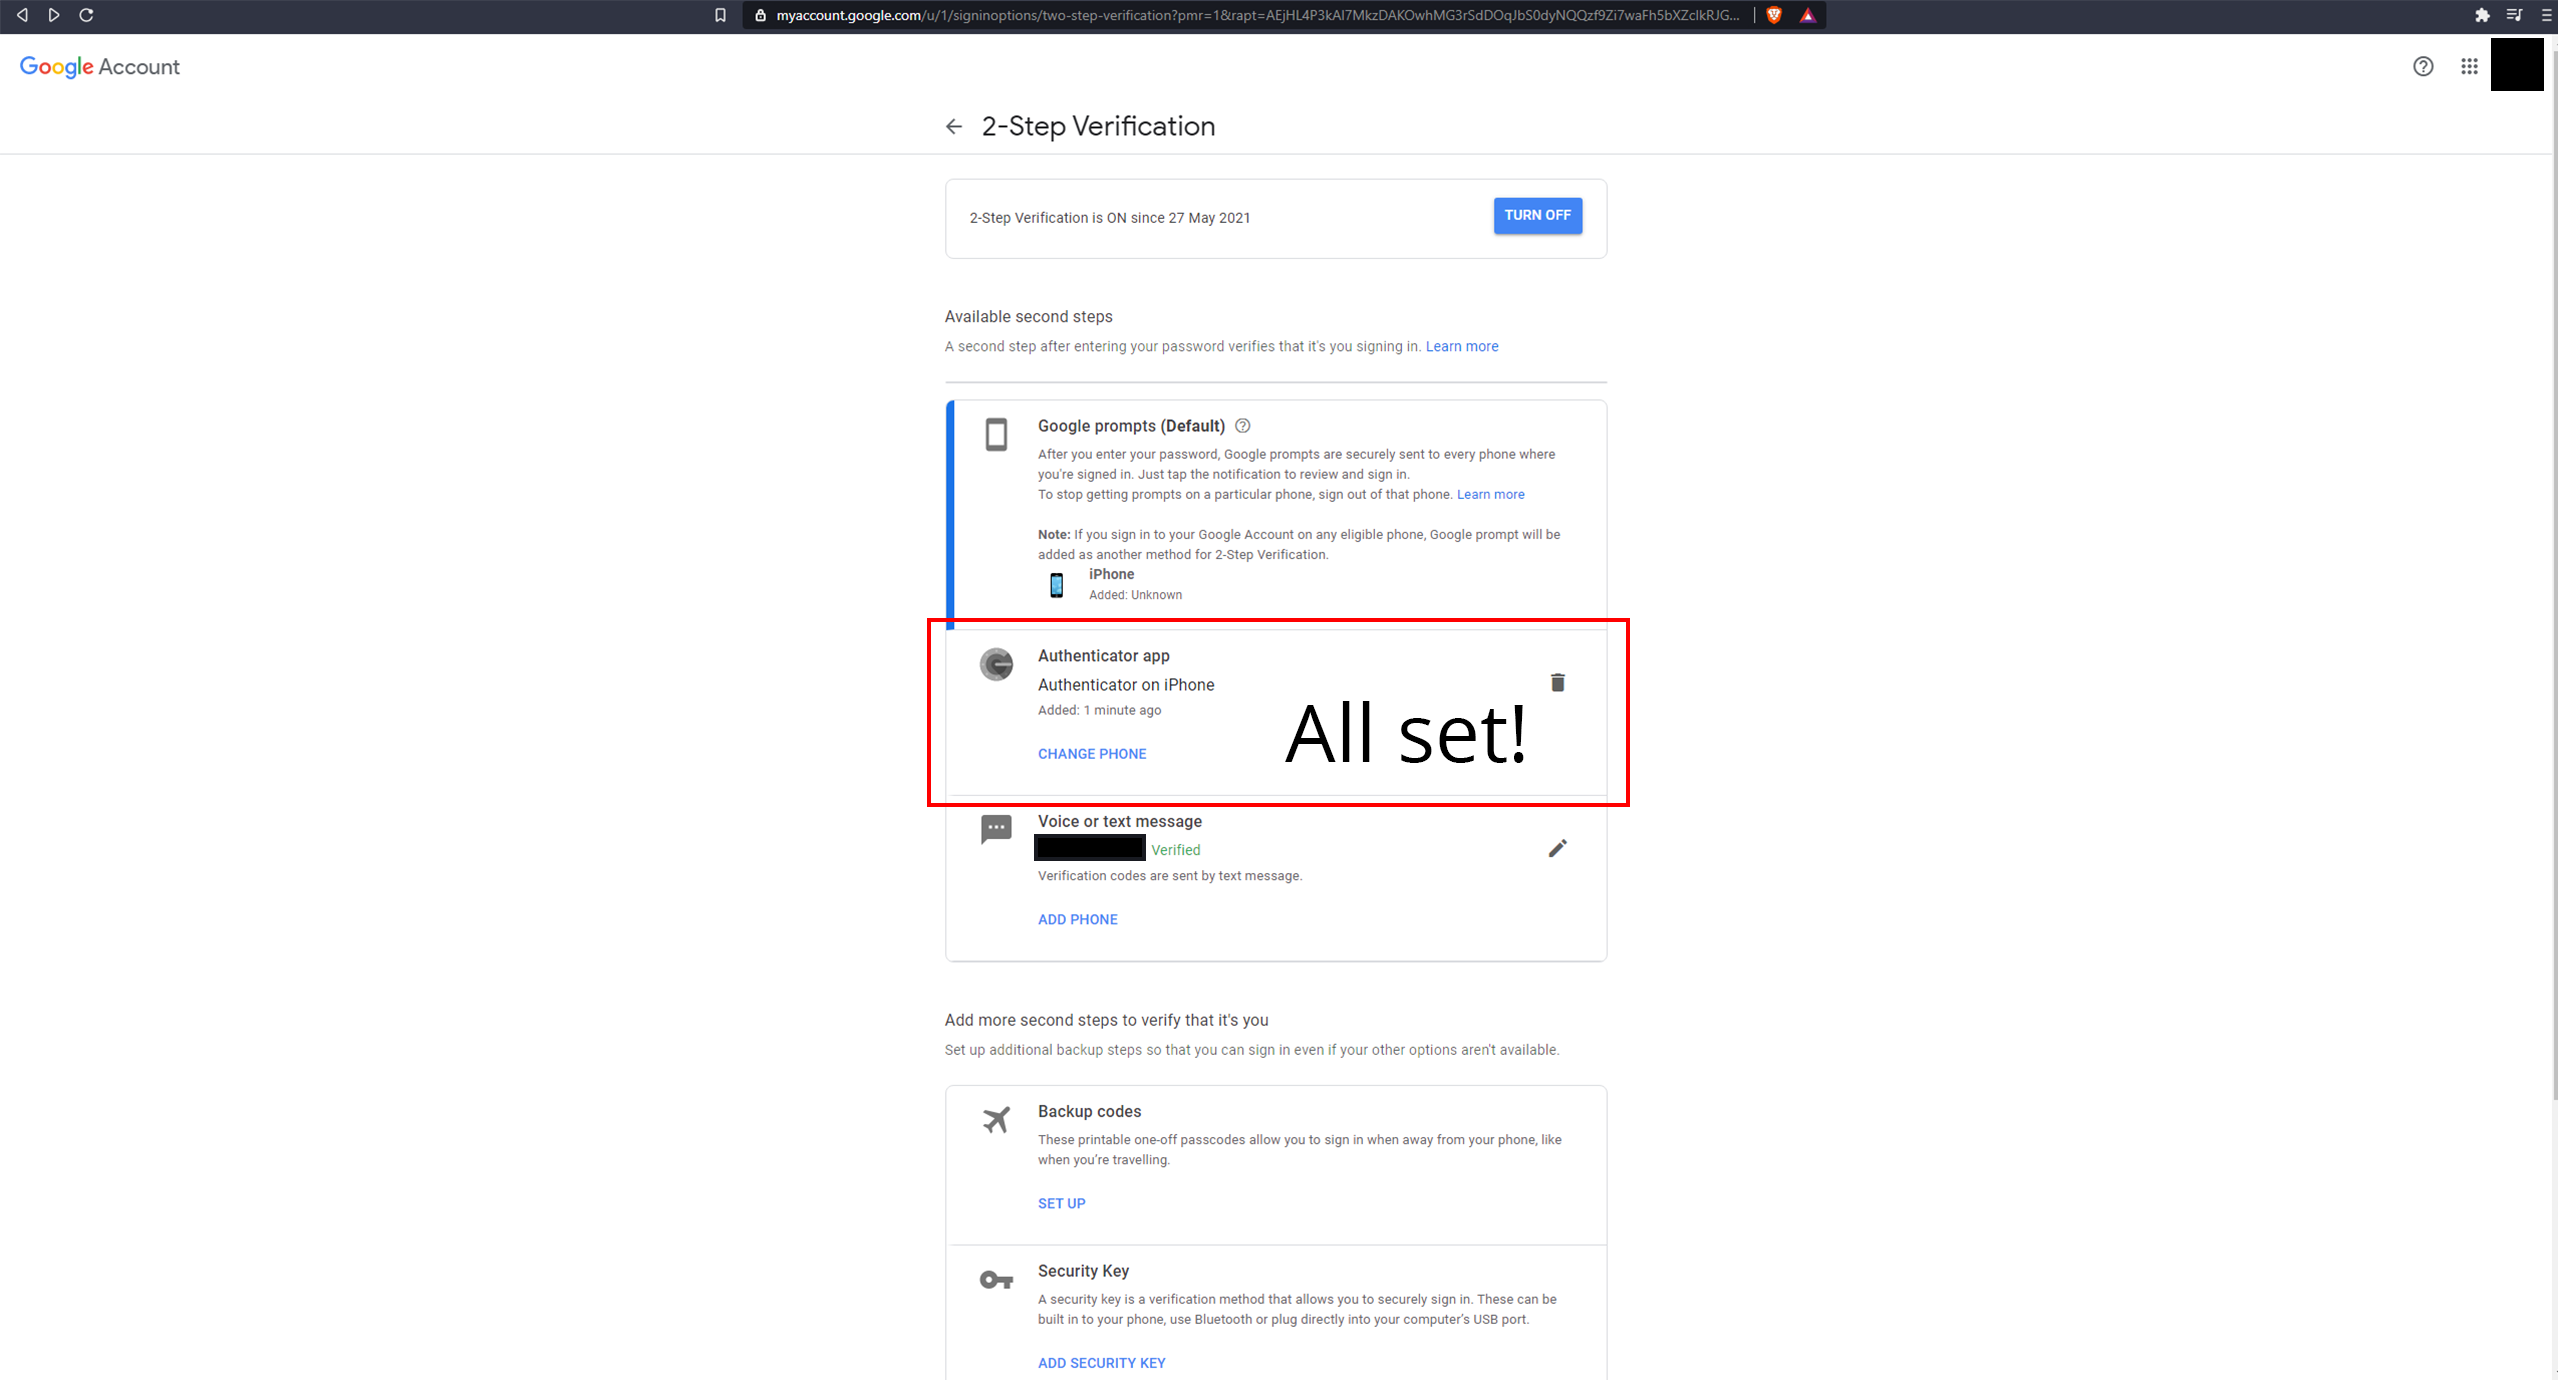 myaccount.google.com/u/1/signinoptions/two-step-verification?pmr=1&rapt=AEjHL4P3kAl7MkzDAKOwhMG3rSdDOqJbS0dyNQQzf9Zi7waFh5bXZclkRJG...
Google Account
2-Step Verification
2-Step Verification is ON since 27 May 2021
TURN OFF
Available second steps
A second step after entering your password verifies that it's you signing in. Learn more
Google prompts (Default)
After you enter your password, Google prompts are securely sent to every phone where
you're signed in. Just tap the notification to review and sign in.
To stop getting prompts on a particular phone, sign out of that phone. Learn more
Note: If you sign in to your Google Account on any eligible phone, Google prompt will be
added as another method for 2-Step Verification.
iPhone
Added: Unknown
Authenticator app
Authenticator on iPhone
Added: 1 minute ago
All set!
CHANGE PHONE
Voice or text message
Verified
Verification codes are sent by text message.
ADD PHONE
Add more second steps to verify that it's you
Set up additional backup steps so that you can sign in even if your other options aren't available.
Backup codes
These printable one-off passcodes allow you to sign in when away from your phone, like
when you're travelling.
SET UP
Security Key
A security key is a verification method that allows you to securely sign in. These can be
built in to your phone, use Bluetooth or plug directly into your computer's USB port.
ADD SECURITY KEY